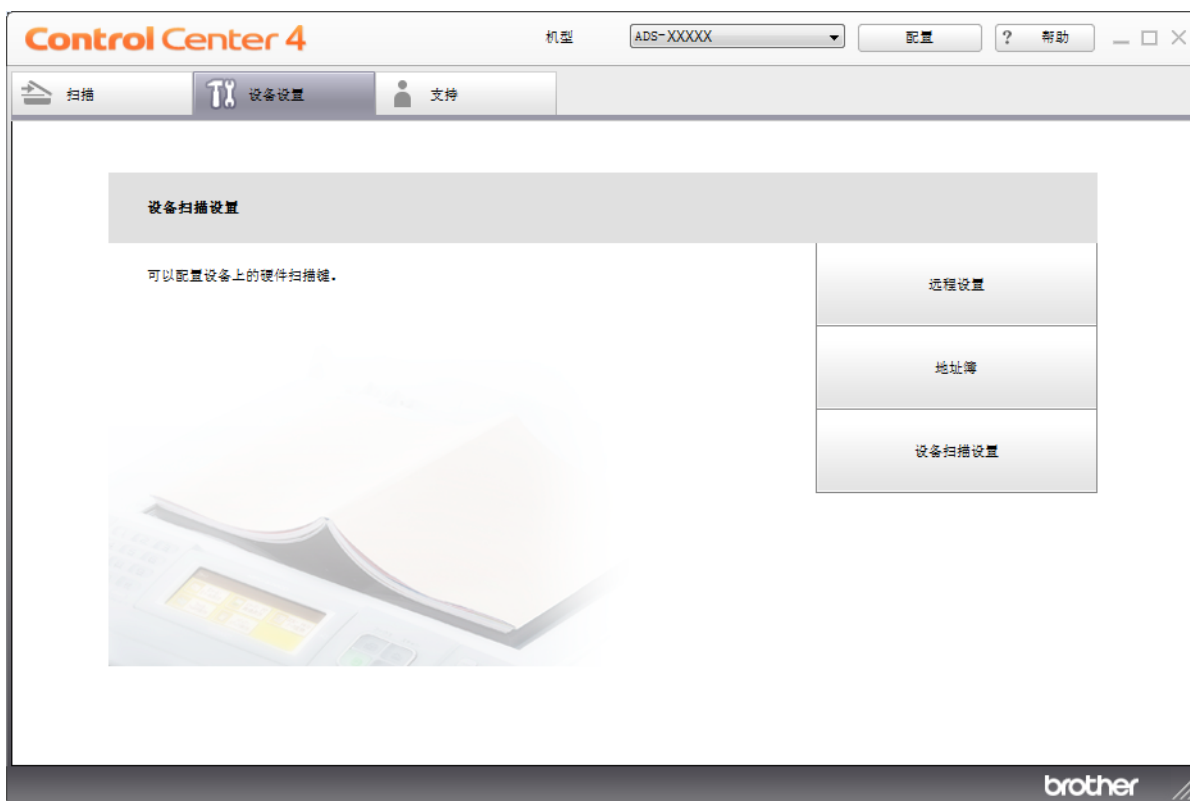 Control Center 4
机型
ADS-XXXXX
配置
? 帮助
扫描
设备设置
支持
设备扫描设置
可以配置设备上的硬件扫描键.
远程设置
地址簿
设备扫描设置
brother